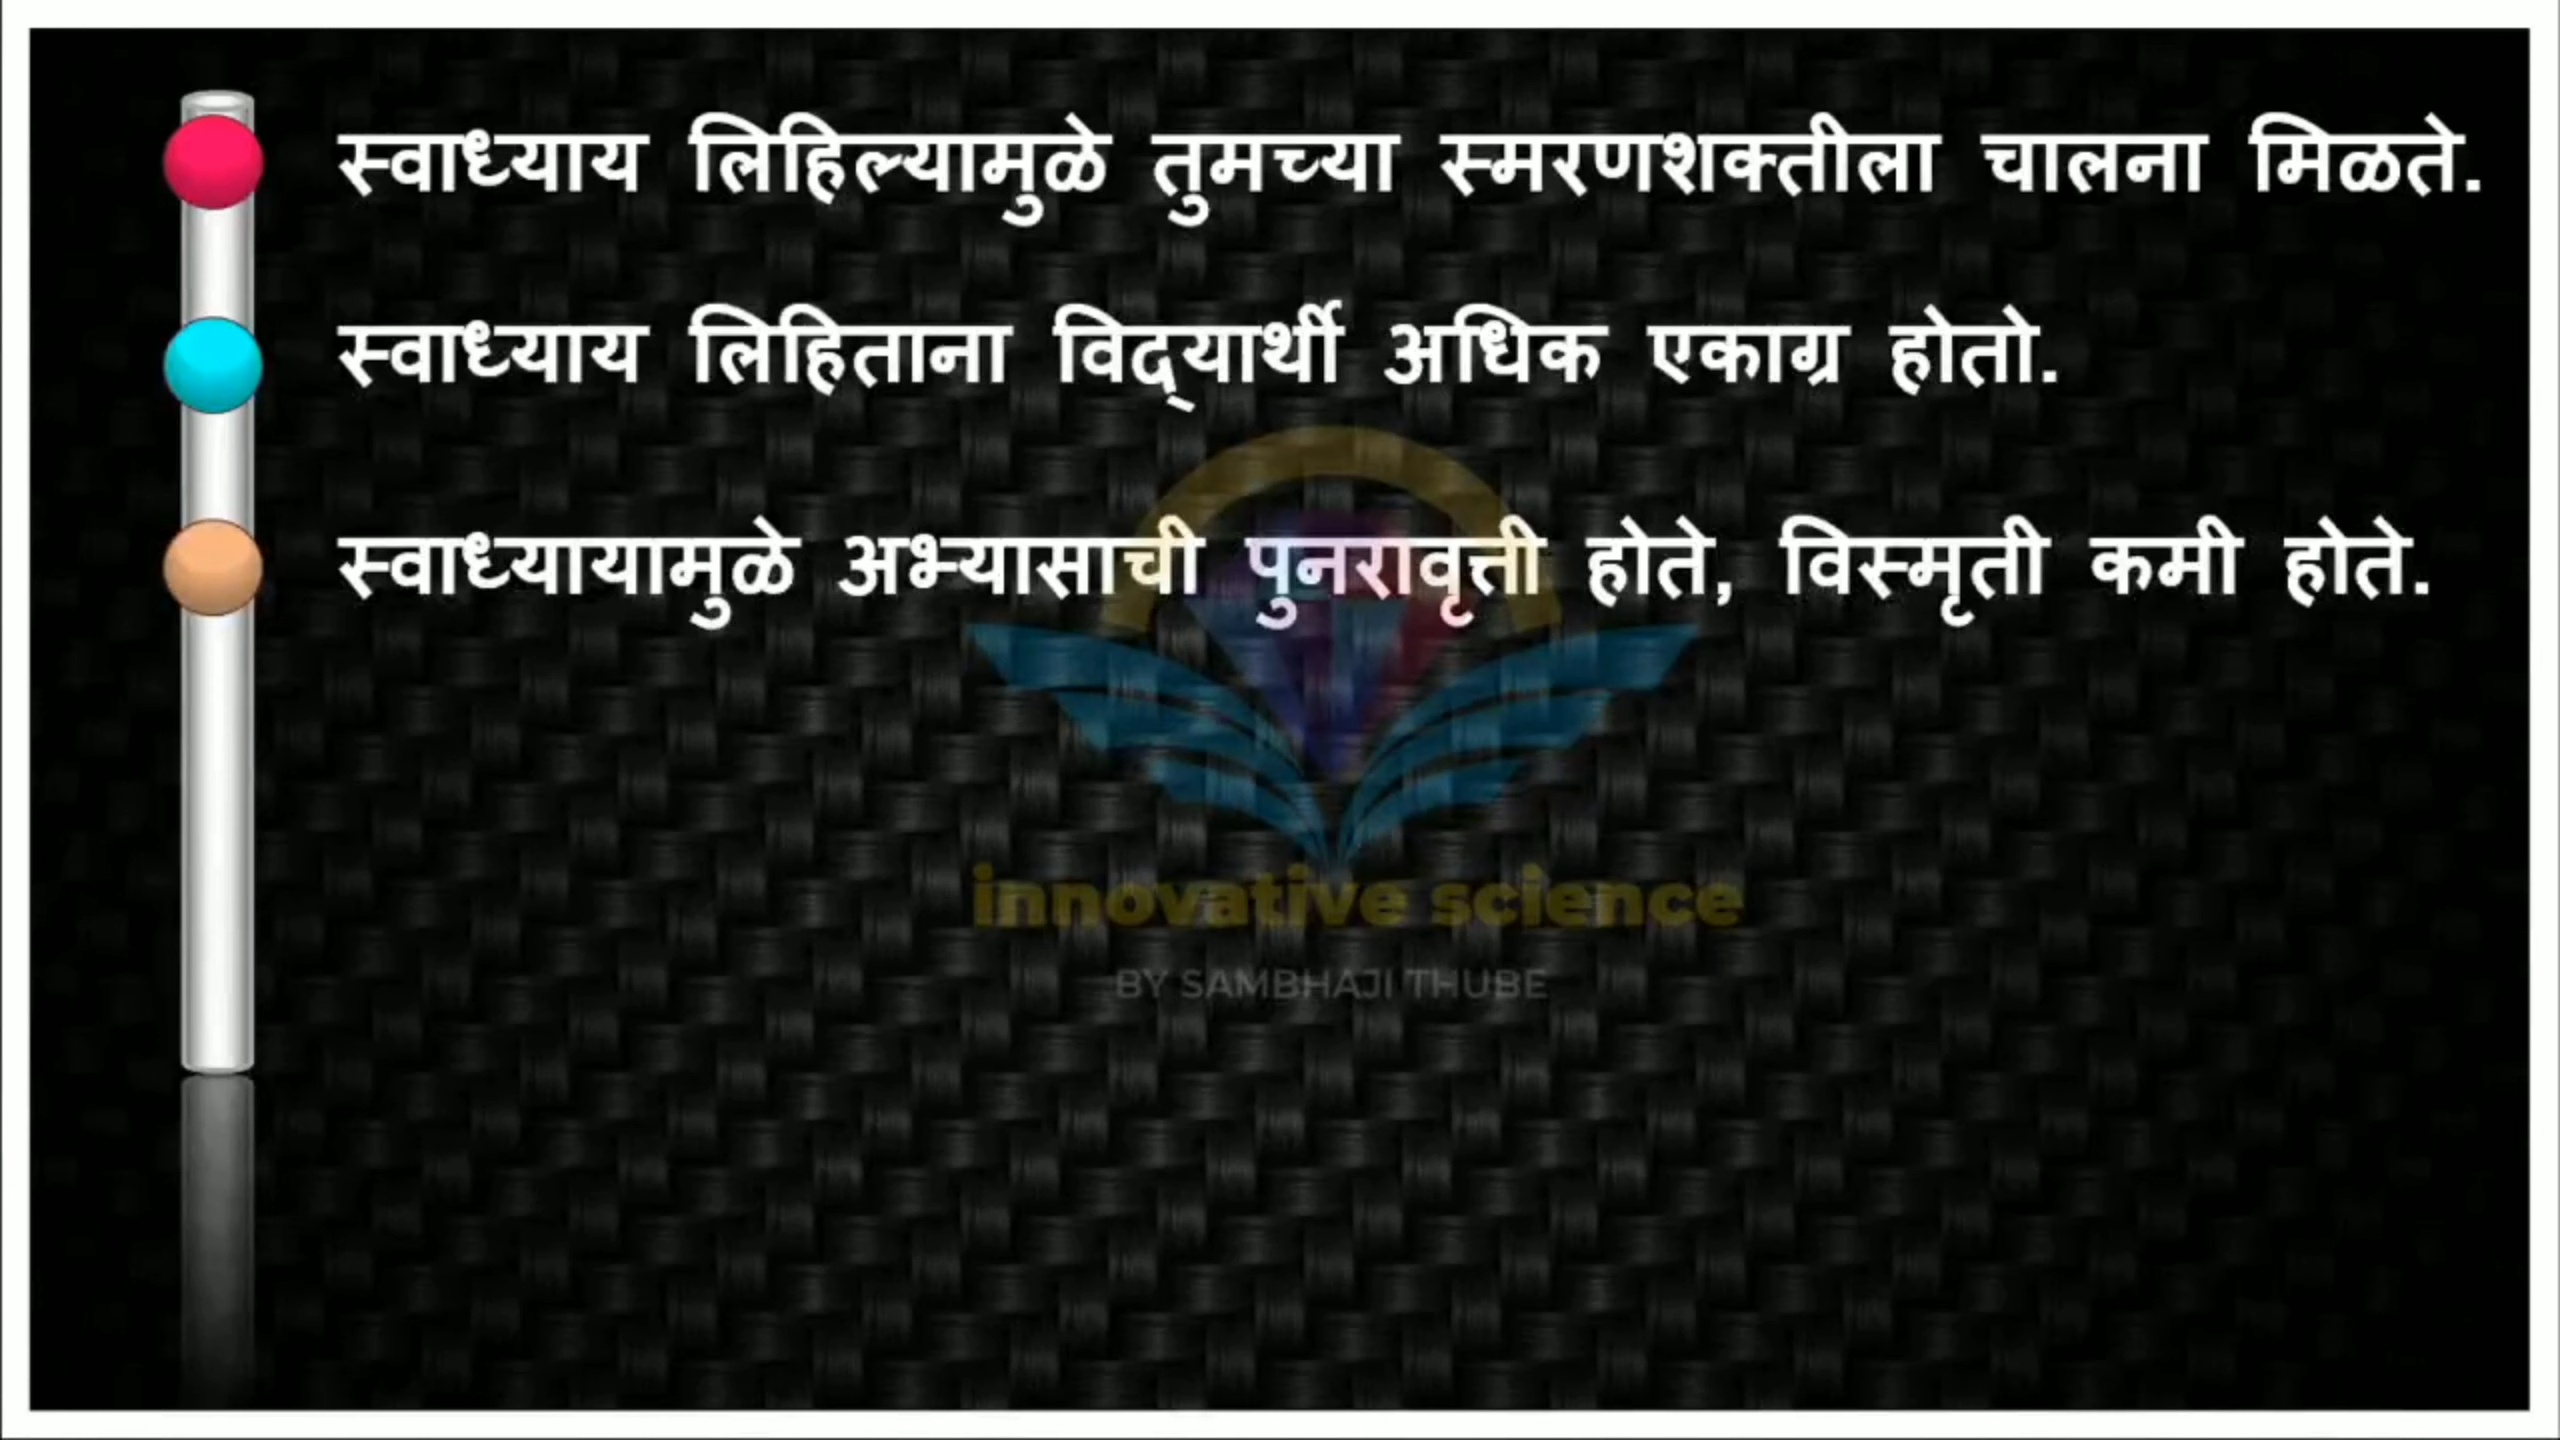 स्वाध्याय लिहिल्यामुळे तुमच्या स्मरणशक्तीला चालना मिळते.
स्वाध्याय लिहिताना विद्‌यार्थी अधिक एकाग्र होतो.
स्वाध्यायामुळे अभ्यासाची पुनरावृत्ती होते, विस्मृती कमी होते.
innovative science
BY SAMBHAJI THUBE